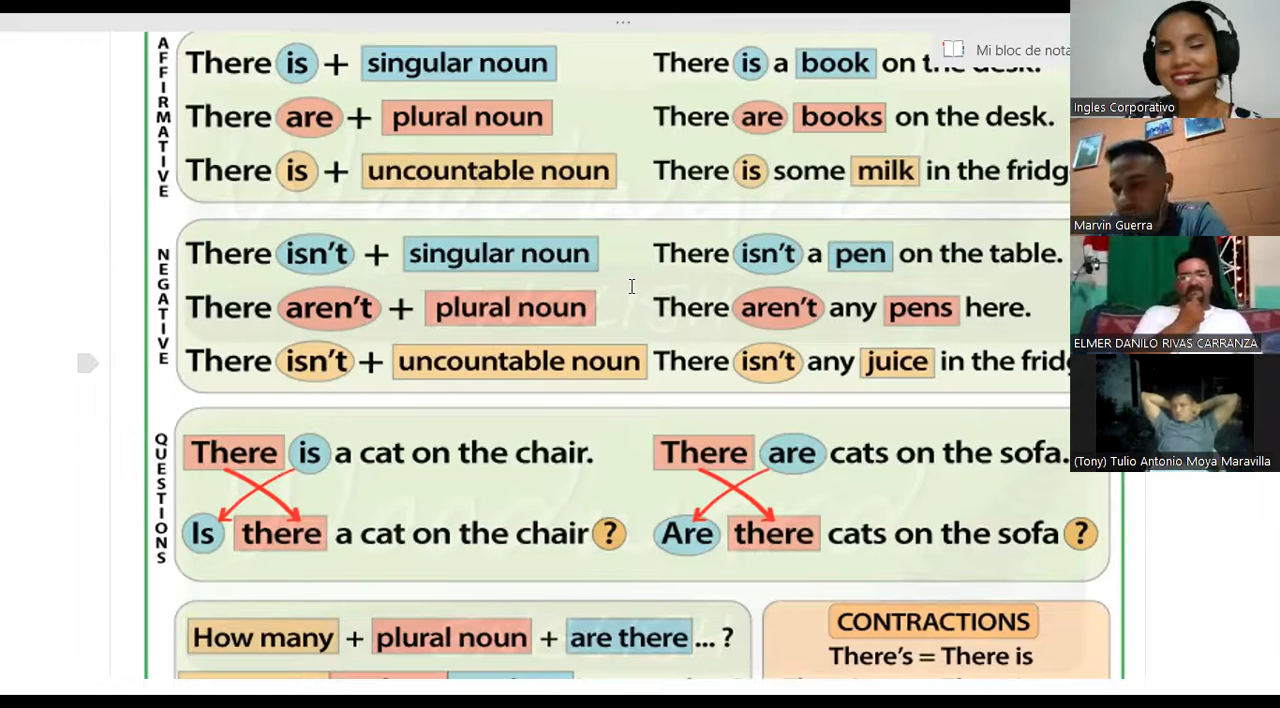 Mi bloc de nota
AFFIRMATIVE
There is + singular noun
There is a book on the desk.
There are + plural noun
There are books on the desk.
There is + uncountable noun
There is some milk in the fridg
NEGATIVE
There isn't + singular noun
There isn't a pen on the table.
There aren't + plural noun
There aren't any pens here.
There isn't + uncountable noun
There isn't any juice in the fridg
QUESTIONS
There is a cat on the chair.
Is there a cat on the chair?
There are cats on the sofa.
Are there cats on the sofa?
How many + plural noun + are there ... ?
CONTRACTIONS
There's = There is
Ingles Corporativo
Marvin Guerra
ELMER DANILO RIVAS CARRANZA
(Tony) Tulio Antonio Moya Maravilla